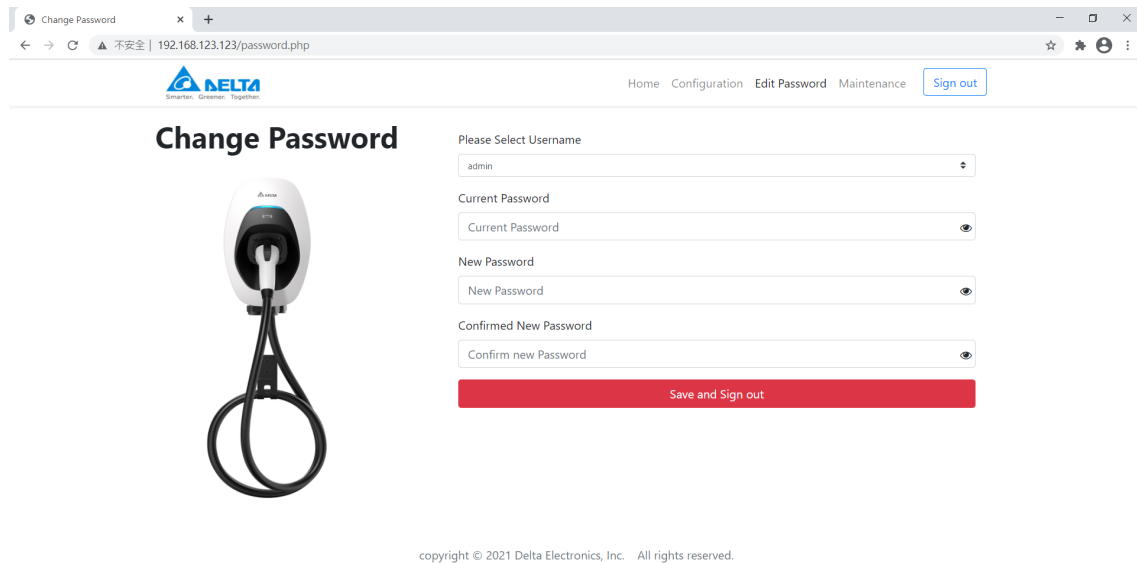 Change Password
不安全 | 192.168.123.123/password.php
DELTA
Smarter. Greener. Together.
Home Configuration Edit Password Maintenance Sign out
Change Password
DELTA
Please Select Username
admin
Current Password
Current Password
New Password
New Password
Confirmed New Password
Confirm new Password
Save and Sign out
copyright © 2021 Delta Electronics, Inc. All rights reserved.